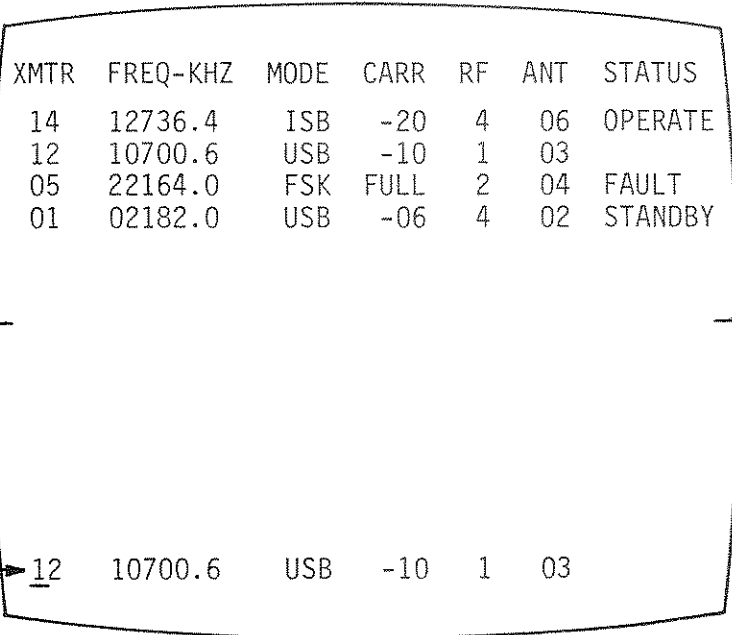 XMTR FREQ-KHZ MODE CARR RF ANT STATUS
14 12736.4 ISB -20 4 06 OPERATE
12 10700.6 USB -10 1 03
05 22164.0 FSK FULL 2 04 FAULT
01 02182.0 USB -06 4 02 STANDBY
12 10700.6 USB -10 1 03